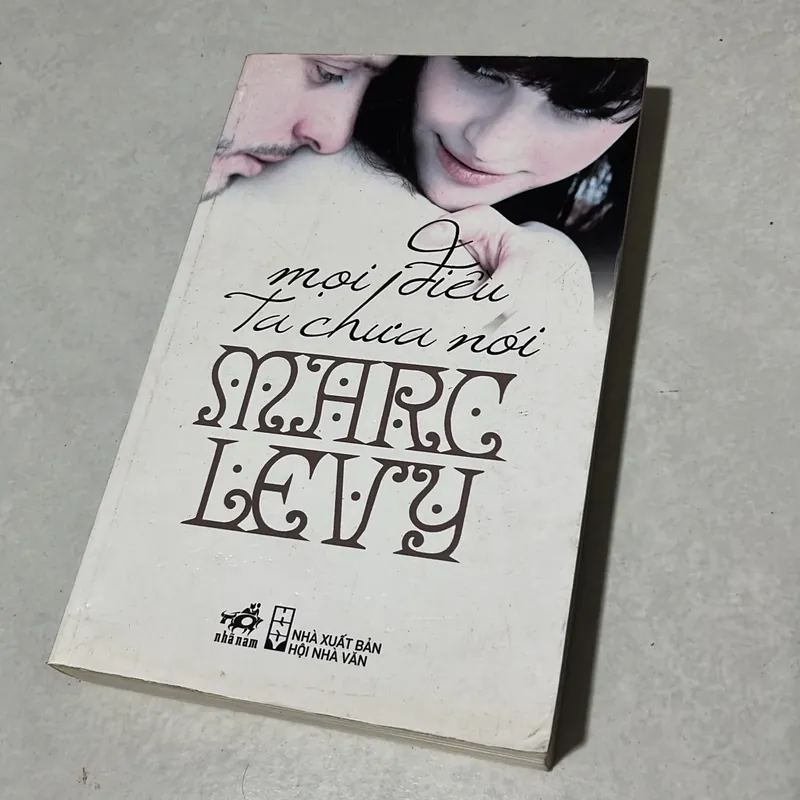 mọi điều
ta chưa nói
MARC
LEVY
nhã nam
NHÀ XUẤT BẢN
HỘI NHÀ VĂN